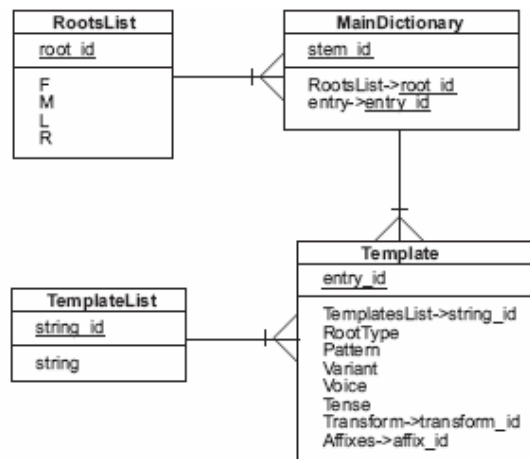 RootsList
root_id
F
M
L
R
MainDictionary
stem_id
RootsList->root_id
entry->entry_id
TemplateList
string_id
string
Template
entry_id
TemplatesList->string_id
RootType
Pattern
Variant
Voice
Tense
Transform->transform_id
Affixes->affix_id